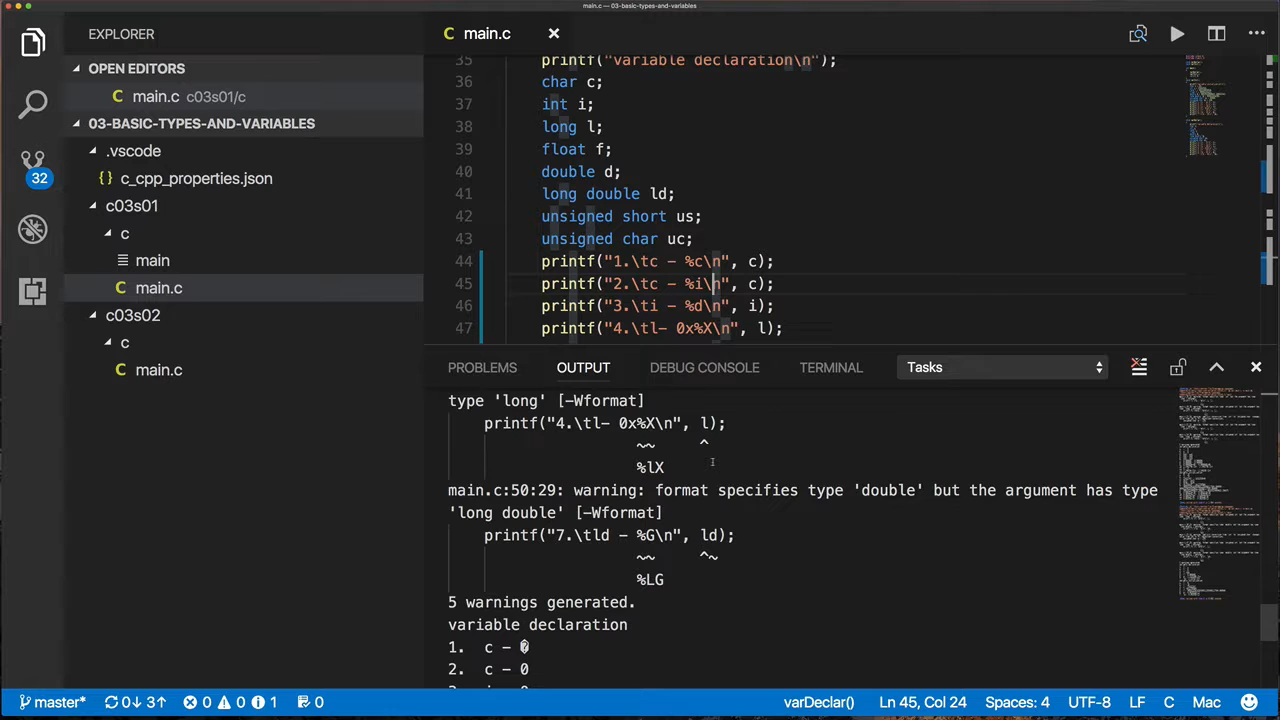 main.c — 03-basic-types-and-variables
EXPLORER
OPEN EDITORS
C main.c c03s01/c
03-BASIC-TYPES-AND-VARIABLES
.vscode
{} c_cpp_properties.json
c03s01
c
main
C main.c
c03s02
c
C main.c
32
C main.c
35 printf("variable declaration\n");
36 char c;
37 int i;
38 long l;
39 float f;
40 double d;
41 long double ld;
42 unsigned short us;
43 unsigned char uc;
44 printf("1.\tc - %c\n", c);
45 printf("2.\tc - %i\n", c);
46 printf("3.\ti - %d\n", i);
47 printf("4.\tl- 0x%X\n", l);
PROBLEMS OUTPUT DEBUG CONSOLE TERMINAL Tasks
type 'long' [-Wformat]
printf("4.\tl- 0x%X\n", l);
~~ ^
%lX
main.c:50:29: warning: format specifies type 'double' but the argument has type
'long double' [-Wformat]
printf("7.\tld - %G\n", ld);
~~ ^~
%LG
5 warnings generated.
variable declaration
1. c - �
2. c - 0
master* 0↓ 3↑ 0 0 1 0 varDeclar() Ln 45, Col 24 Spaces: 4 UTF-8 LF C Mac